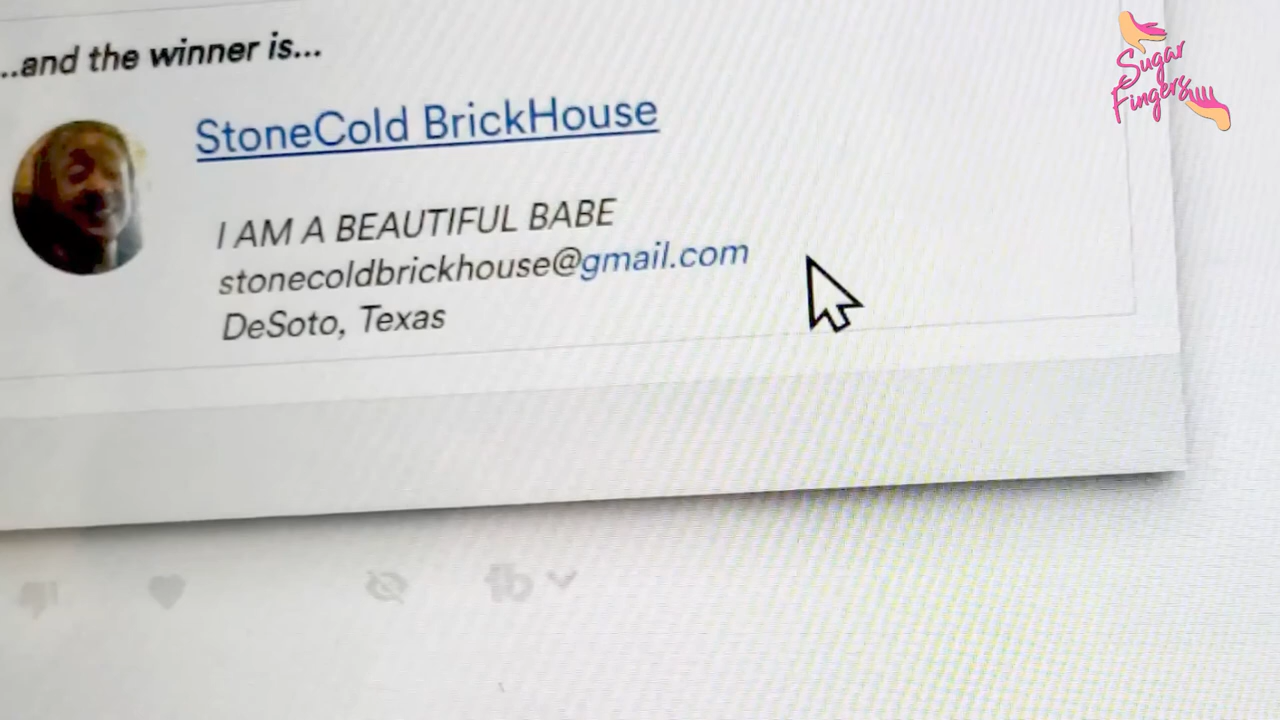 ...and the winner is...
StoneCold BrickHouse
I AM A BEAUTIFUL BABE
stonecoldbrickhouse@gmail.com
DeSoto, Texas
Sugar
Fingers